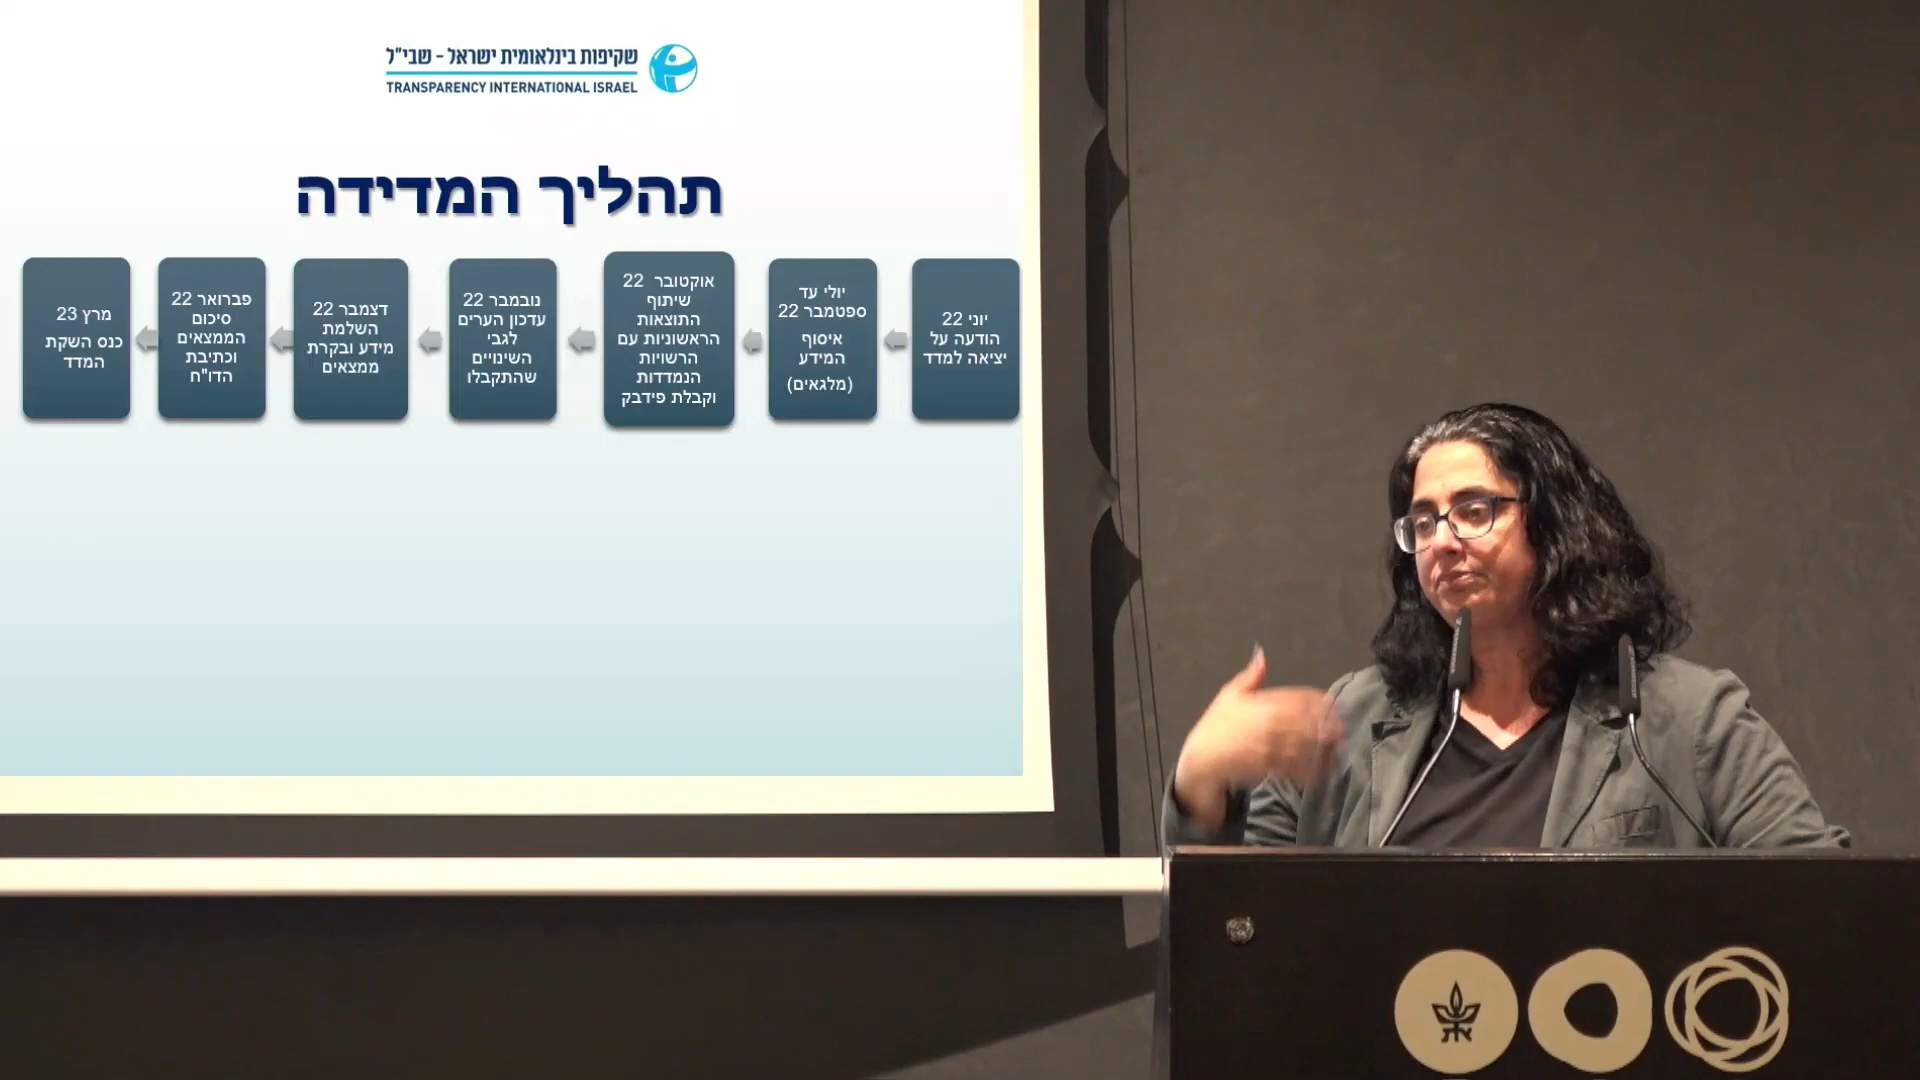 שקיפות בינלאומית ישראל - שבי"ל
TRANSPARENCY INTERNATIONAL ISRAEL
תהליך המדידה
יוני 22
הודעה על
יציאה למדד
יולי עד
ספטמבר 22
איסוף
המידע
(מלגאים)
אוקטובר 22
שיתוף
התוצאות
הראשוניות עם
הרשויות
הנמדדות
וקבלת פידבק
נובמבר 22
עדכון הערים
לגבי
השינויים
שהתקבלו
דצמבר 22
השלמת
מידע ובקרת
ממצאים
פברואר 22
סיכום
הממצאים
וכתיבת
הדו"ח
מרץ 23
כנס השקת
המדד